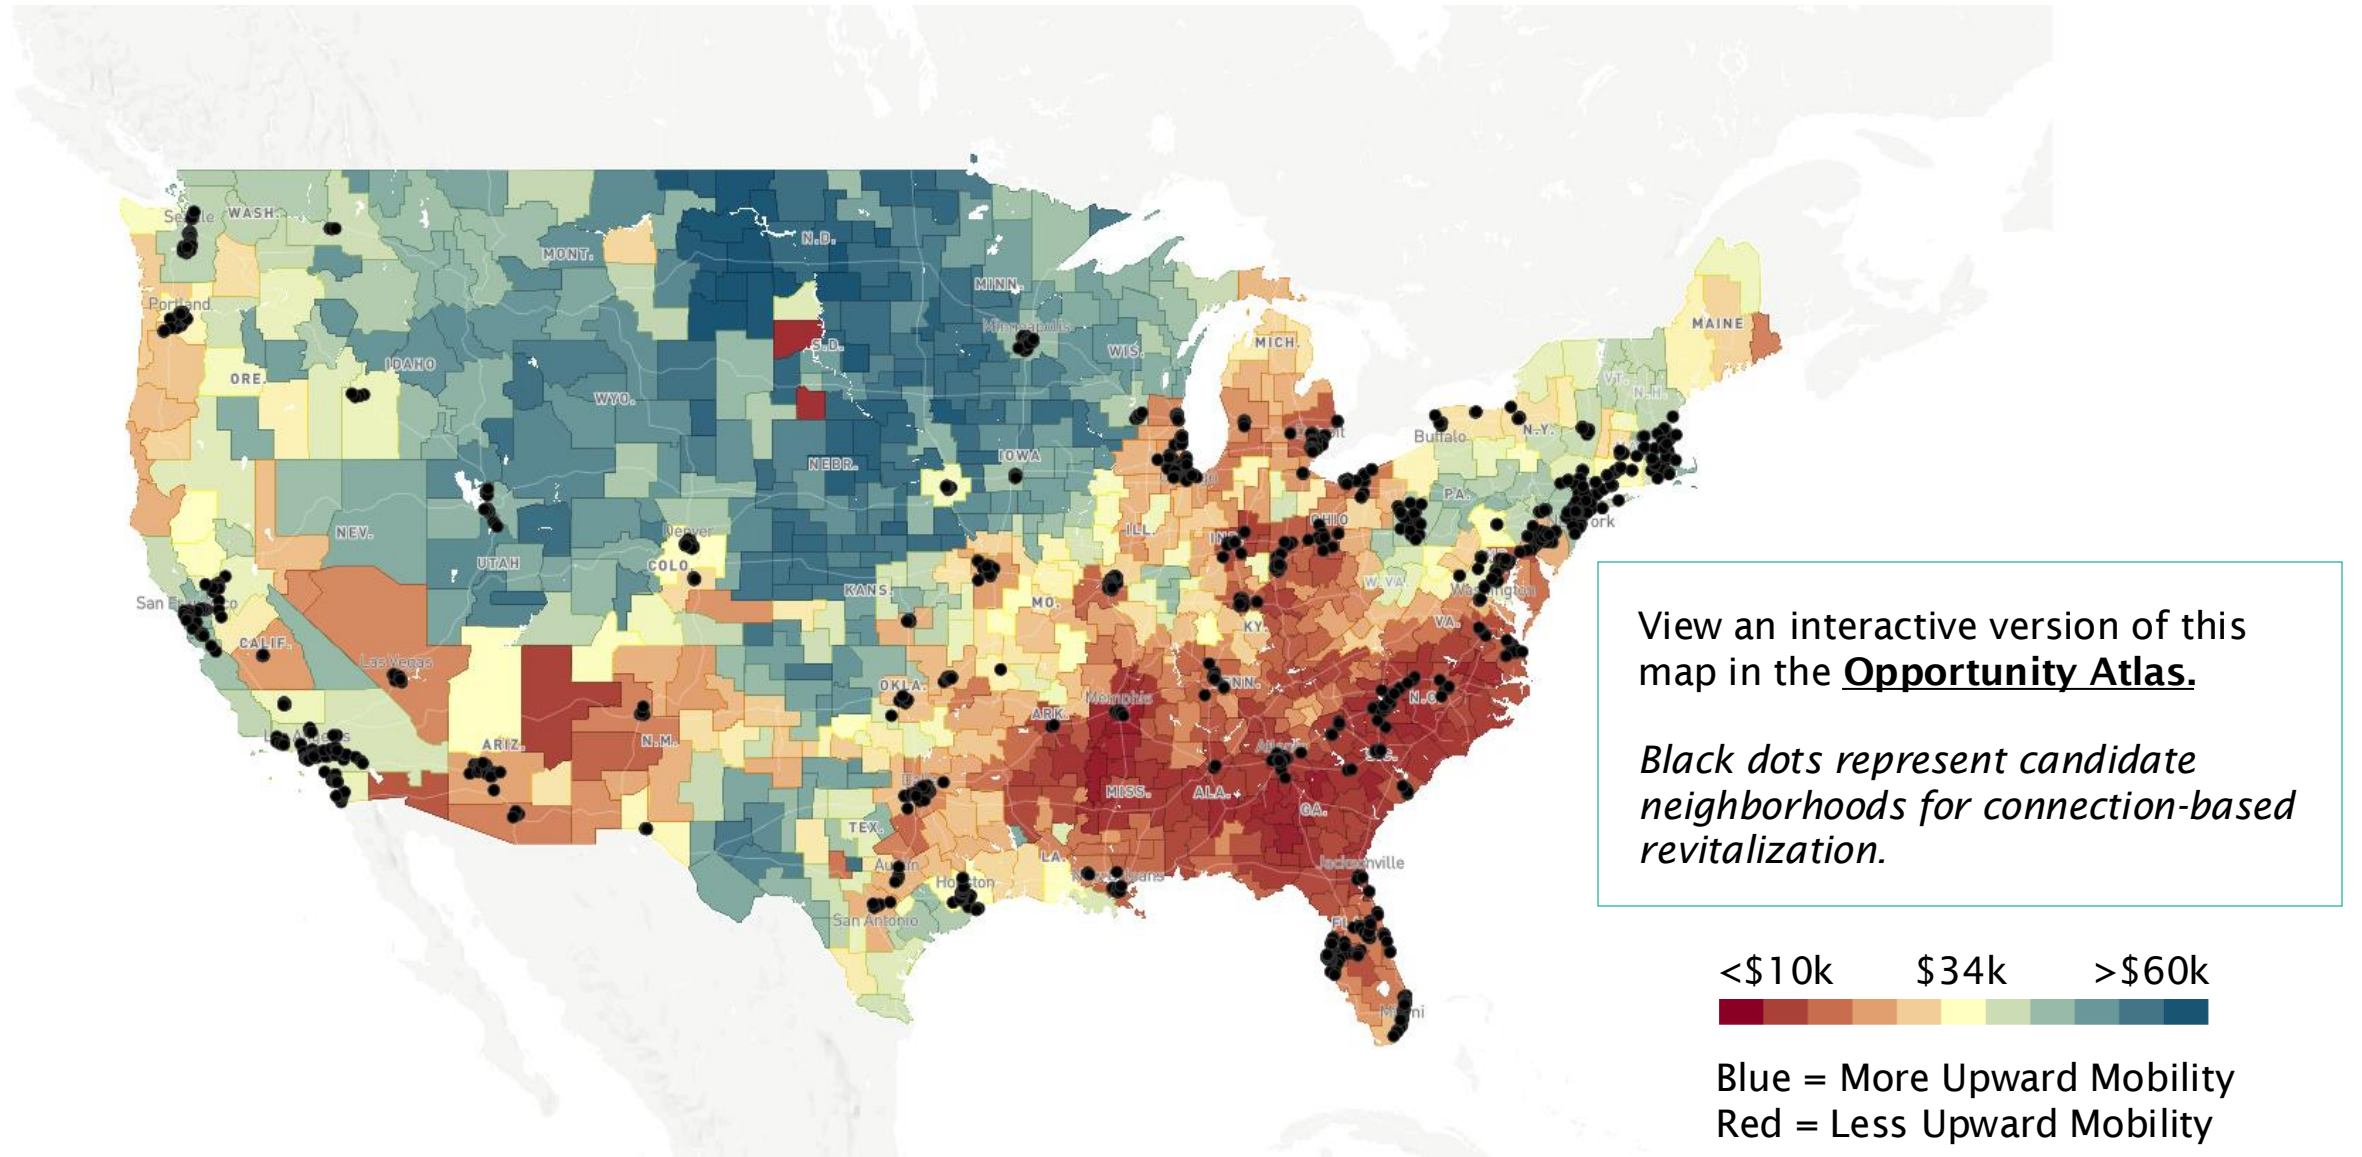 WASH.
MONT.
N.D.
MINN.
Portland
Minneapolis
S.D.
WIS.
MICH.
MAINE
ORE.
IDAHO
WYO.
VT.
N.H.
Buffalo
N.Y.
NEBR.
IOWA
PA.
NEV.
Denver
ILL.
OHIO
UTAH
COLO.
KANS.
MO.
W.VA.
Washington
KY.
VA.
CALIF.
Las Vegas
OKLA.
N.C.
Memphis
ARK.
ARIZ.
N.M.
MISS.
ALA.
GA.
TEX.
LA.
Jacksonville
Houston
San Antonio
View an interactive version of this
map in the Opportunity Atlas.
Black dots represent candidate
neighborhoods for connection-based
revitalization.
<$10k $34k >$60k
Blue = More Upward Mobility
Red = Less Upward Mobility